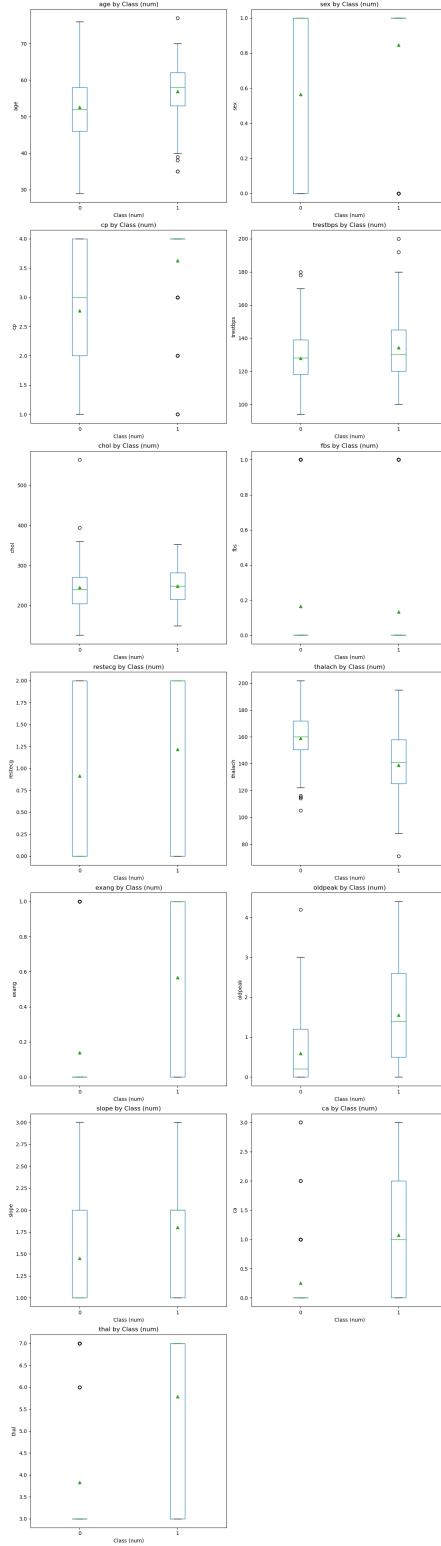 age by Class (num)
70
60
50
40
30
age
0
1
Class (num)
sex by Class (num)
1.0
0.8
0.6
0.4
0.2
0.0
sex
0
1
Class (num)
cp by Class (num)
4.0
3.5
3.0
2.5
2.0
1.5
1.0
cp
0
1
Class (num)
trestbps by Class (num)
200
180
160
140
120
100
trestbps
0
1
Class (num)
chol by Class (num)
500
400
300
200
chol
0
1
Class (num)
fbs by Class (num)
1.0
0.8
0.6
0.4
0.2
0.0
fbs
0
1
Class (num)
restecg by Class (num)
2.00
1.75
1.50
1.25
1.00
0.75
0.50
0.25
0.00
restecg
0
1
Class (num)
thalach by Class (num)
200
180
160
140
120
100
80
thalach
0
1
Class (num)
exang by Class (num)
1.0
0.8
0.6
0.4
0.2
0.0
exang
0
1
Class (num)
oldpeak by Class (num)
4
3
2
1
0
oldpeak
0
1
Class (num)
slope by Class (num)
3.00
2.75
2.50
2.25
2.00
1.75
1.50
1.25
1.00
slope
0
1
Class (num)
ca by Class (num)
3.0
2.5
2.0
1.5
1.0
0.5
0.0
ca
0
1
Class (num)
thal by Class (num)
7.0
6.5
6.0
5.5
5.0
4.5
4.0
3.5
3.0
thal
0
1
Class (num)